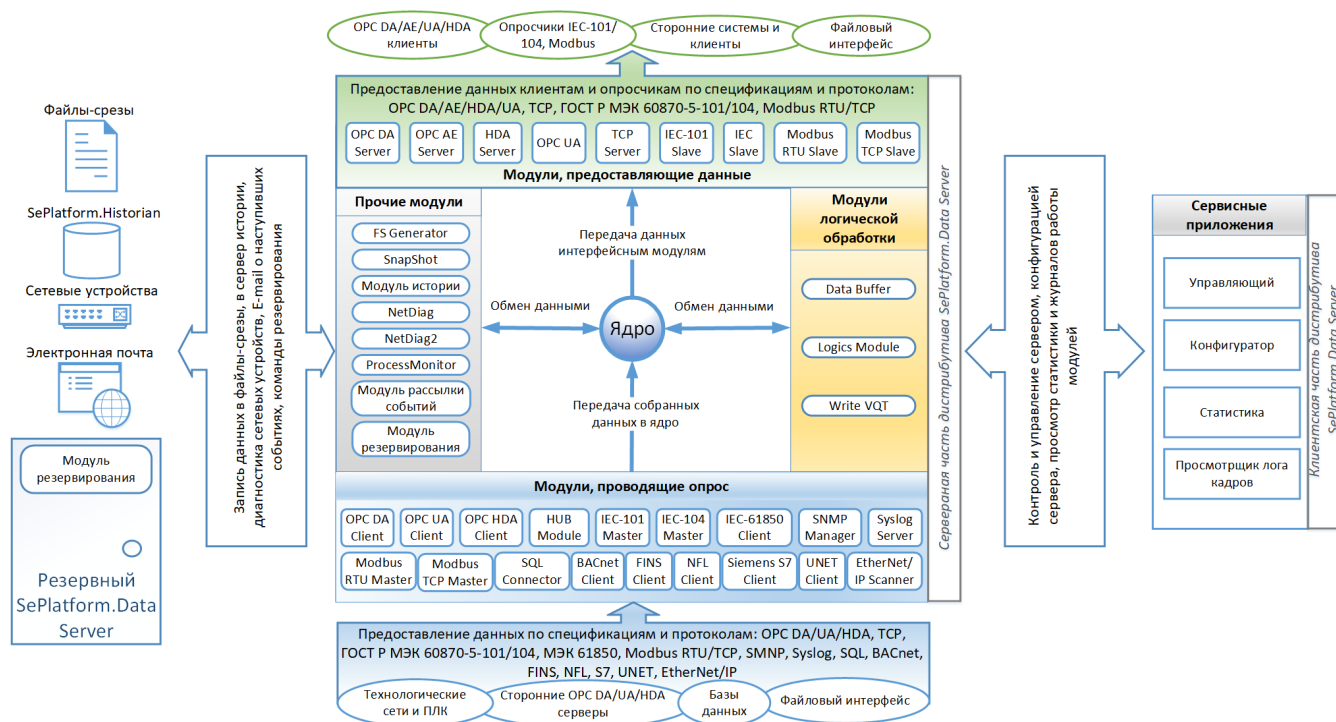 OPC DA/AE/UA/HDA
клиенты
Опросчики IEC-101/
104, Modbus
Сторонние системы и
клиенты
Файловый
интерфейс
Предоставление данных клиентам и опросчикам по спецификациям и протоколам:
OPC DA/AE/HDA/UA, TCP, ГОСТ Р МЭК 60870-5-101/104, Modbus RTU/TCP
OPC DA
Server
OPC AE
Server
HDA
Server
OPC UA
TCP
Server
IEC-101
Slave
IEC
Slave
Modbus
RTU Slave
Modbus
TCP Slave
Модули, предоставляющие данные
Файлы-срезы
SePlatform.Historian
Сетевые устройства
Электронная почта
Модуль
резервирования
Резервный
SePlatform.Data
Server
Запись данных в файлы-срезы, в сервер истории,
диагностика сетевых устройств, E-mail о наступивших
событиях, команды резервирования
Прочие модули
FS Generator
SnapShot
Модуль истории
NetDiag
NetDiag2
ProcessMonitor
Модуль рассылки
событий
Модуль
резервирования
Передача данных
интерфейсным модулям
Обмен данными
Ядро
Обмен данными
Передача собранных
данных в ядро
Модули
логической
обработки
Data Buffer
Logics Module
Write VQT
Модули, проводящие опрос
OPC DA
Client
OPC UA
Client
OPC HDA
Client
HUB
Module
IEC-101
Master
IEC-104
Master
IEC-61850
Client
SNMP
Manager
Syslog
Server
Modbus
RTU Master
Modbus
TCP Master
SQL
Connector
BACnet
Client
FINS
Client
NFL
Client
Siemens S7
Client
UNET
Client
EtherNet/
IP Scanner
Предоставление данных по спецификациям и протоколам: OPC DA/UA/HDA, TCP,
ГОСТ Р МЭК 60870-5-101/104, МЭК 61850, Modbus RTU/TCP, SMNP, Syslog, SQL, BACnet,
FINS, NFL, S7, UNET, EtherNet/IP
Технологические
сети и ПЛК
Сторонние OPC DA/UA/HDA
серверы
Базы
данных
Файловый интерфейс
Серверная часть дистрибутива SePlatform.Data Server
Контроль и управление сервером, конфигурацией
сервера, просмотр статистики и журналов работы
модулей
Сервисные
приложения
Управляющий
Конфигуратор
Статистика
Просмотрщик лога
кадров
Клиентская часть дистрибутива
SePlatform.Data Server